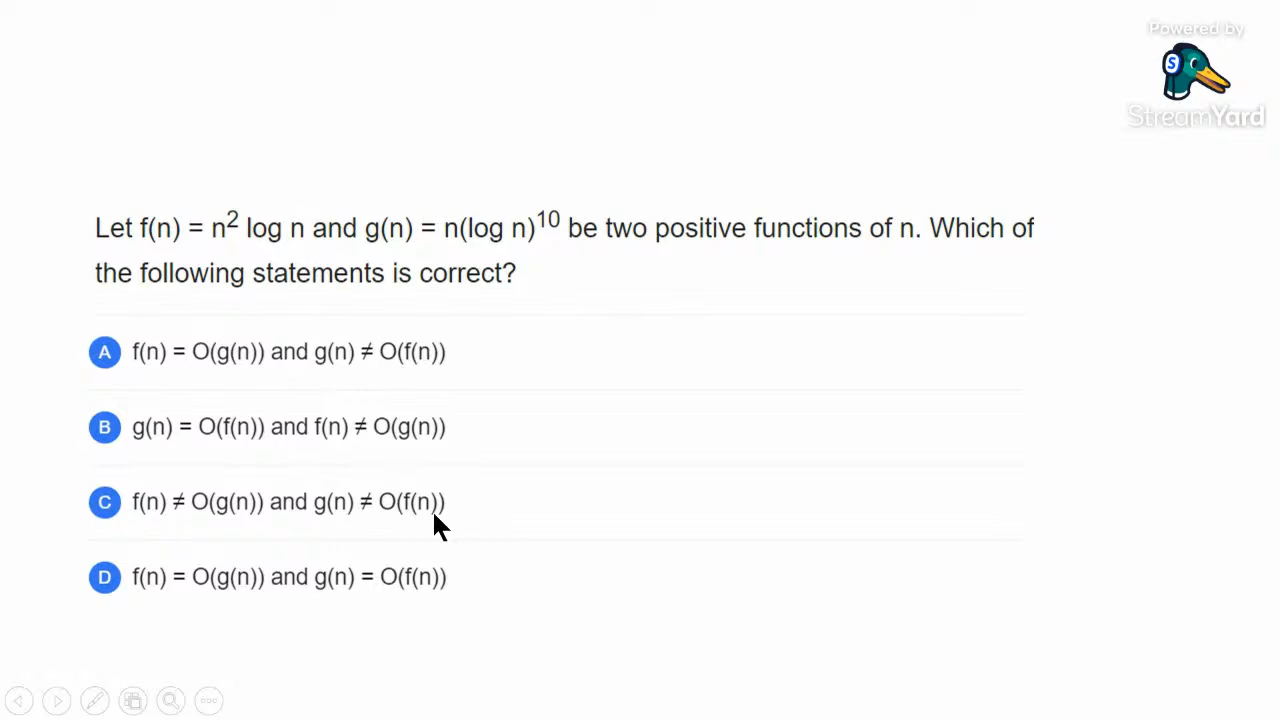 Powered by
S
StreamYard
Let f(n) = n² log n and g(n) = n(log n)¹⁰ be two positive functions of n. Which of
the following statements is correct?
A f(n) = O(g(n)) and g(n) ≠ O(f(n))
B g(n) = O(f(n)) and f(n) ≠ O(g(n))
C f(n) ≠ O(g(n)) and g(n) ≠ O(f(n))
D f(n) = O(g(n)) and g(n) = O(f(n))